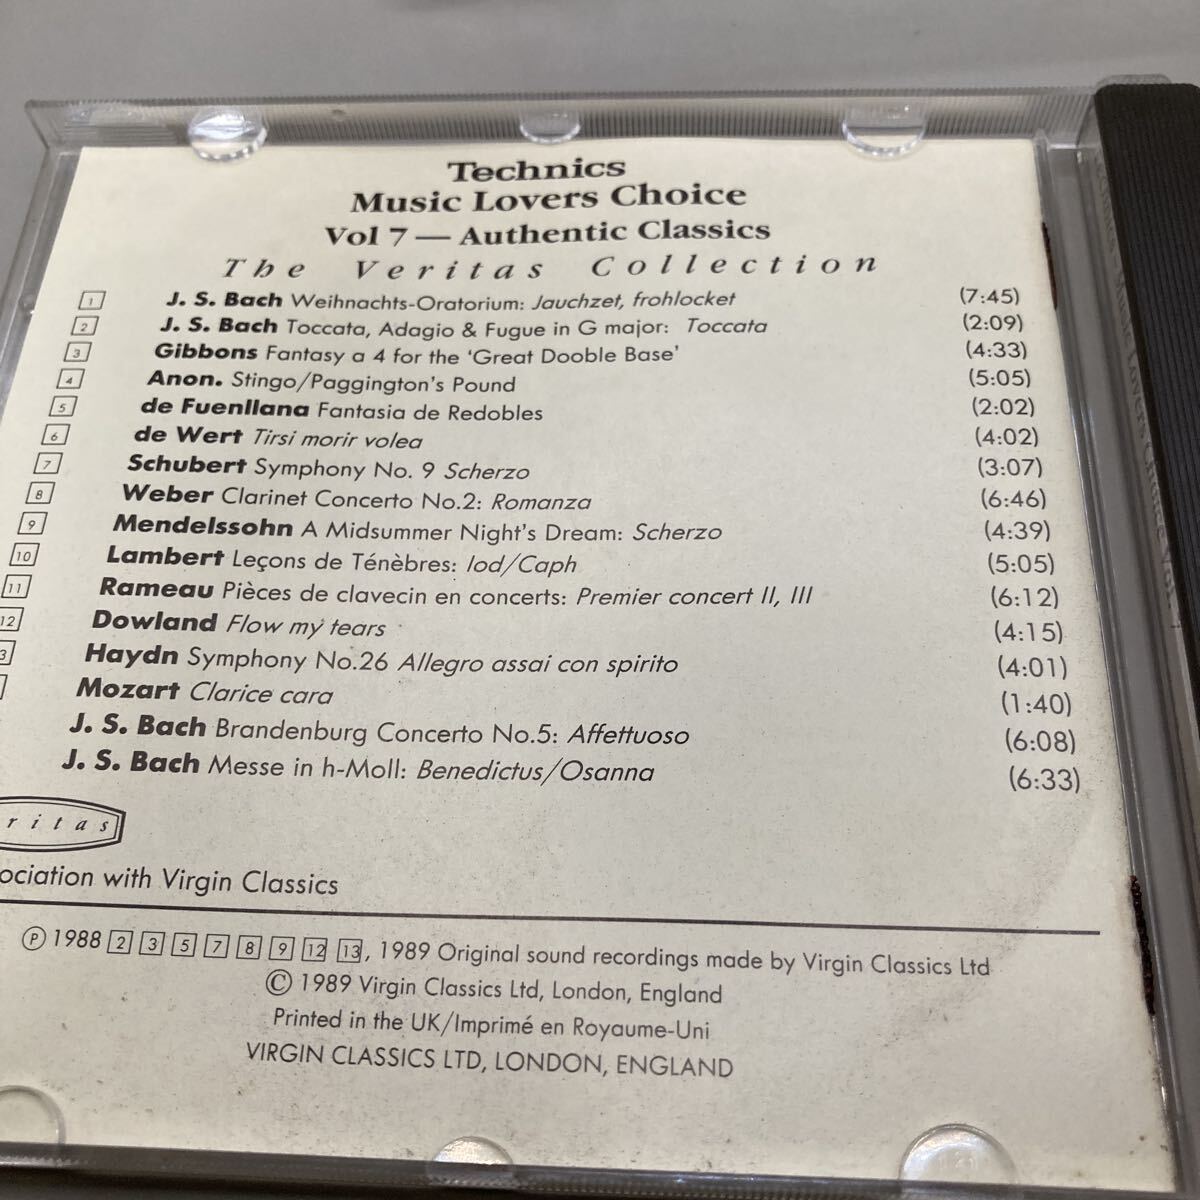 Technics
Music Lovers Choice
Vol 7 — Authentic Classics
The Veritas Collection
1 J. S. Bach Weihnachts-Oratorium: Jauchzet, frohlocket (7:45)
2 J. S. Bach Toccata, Adagio & Fugue in G major: Toccata (2:09)
3 Gibbons Fantasy a 4 for the ‘Great Dooble Base’ (4:33)
4 Anon. Stingo/Paggington's Pound (5:05)
5 de Fuenllana Fantasia de Redobles (2:02)
6 de Wert Tirsi morir volea (4:02)
7 Schubert Symphony No. 9 Scherzo (3:07)
8 Weber Clarinet Concerto No.2: Romanza (6:46)
9 Mendelssohn A Midsummer Night's Dream: Scherzo (4:39)
10 Lambert Leçons de Ténèbres: Iod/Caph (5:05)
11 Rameau Pièces de clavecin en concerts: Premier concert II, III (6:12)
12 Dowland Flow my tears (4:15)
3 Haydn Symphony No.26 Allegro assai con spirito (4:01)
Mozart Clarice cara (1:40)
J. S. Bach Brandenburg Concerto No.5: Affettuoso (6:08)
J. S. Bach Messe in h-Moll: Benedictus/Osanna (6:33)
ritas
ociation with Virgin Classics
Ⓟ 1988 2 3 5 7 8 9 12 13, 1989 Original sound recordings made by Virgin Classics Ltd
© 1989 Virgin Classics Ltd, London, England
Printed in the UK/Imprimé en Royaume-Uni
VIRGIN CLASSICS LTD, LONDON, ENGLAND